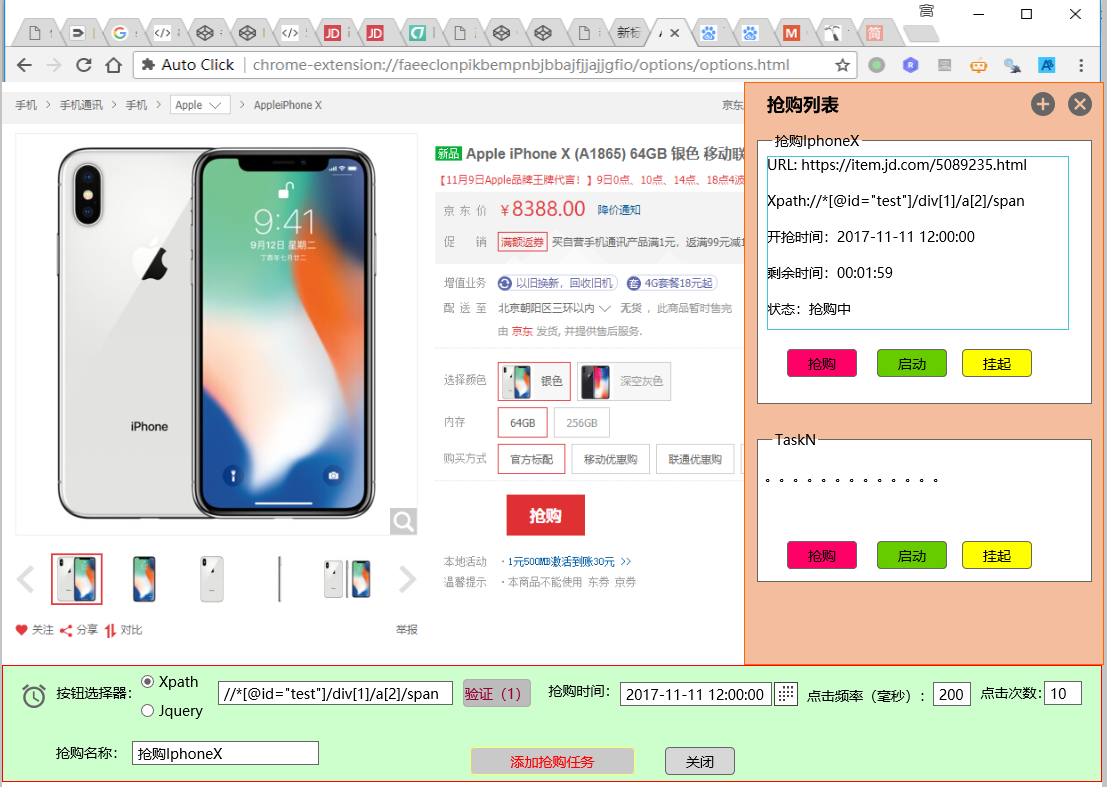 新标
简
Auto Click chrome-extension://faeeclonpikbempnbjbbajfjjajjgfio/options/options.html
手机 > 手机通讯 > 手机 > Apple > AppleiPhone X
京东
新品 Apple iPhone X (A1865) 64GB 银色 移动联
【11月9日Apple品牌王牌代言！】9日0点、10点、14点、18点4波
京东价 ￥8388.00 降价通知
促销 满额返券 买自营手机通讯产品满1元，返满99元减1
增值业务 以旧换新，回收旧机 4G套餐18元起
配送至 北京朝阳区三环以内 无货，此商品暂时售完
由 京东 发货, 并提供售后服务.
选择颜色 银色 深空灰色
内存 64GB 256GB
购买方式 官方标配 移动优惠购 联通优惠购
抢购
本地活动 · 1元500MB激活到账30元 >>
温馨提示 · 本商品不能使用 东券 京券
9:41
9月12日 星期二
丁酉年七月廿二
iPhone
关注 分享 对比 举报
抢购列表
抢购IphoneX
URL: https://item.jd.com/5089235.html
Xpath://*[@id="test"]/div[1]/a[2]/span
开抢时间：2017-11-11 12:00:00
剩余时间：00:01:59
状态：抢购中
抢购 启动 挂起
TaskN
。。。。。。。。。。。。。
抢购 启动 挂起
按钮选择器：
Xpath
Jquery
//*[@id="test"]/div[1]/a[2]/span
验证（1）
抢购时间： 2017-11-11 12:00:00
点击频率（毫秒）： 200
点击次数: 10
抢购名称： 抢购IphoneX
添加抢购任务 关闭